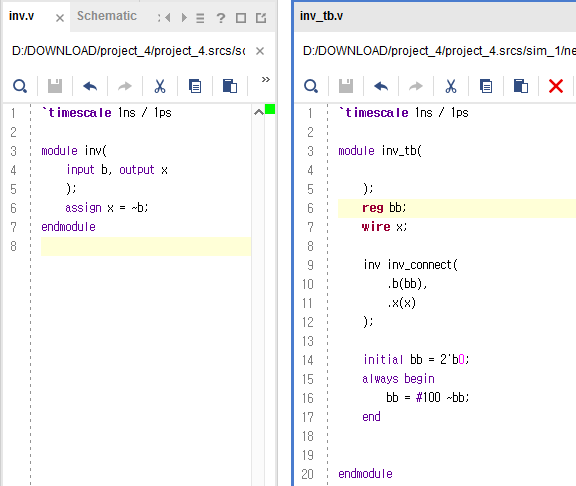 inv.v × Schematic
D:/DOWNLOAD/project_4/project_4.srcs/sc ×
»
1 `timescale 1ns / 1ps
2
3 module inv(
4 input b, output x
5 );
6 assign x = ~b;
7 endmodule
8
inv_tb.v
D:/DOWNLOAD/project_4/project_4.srcs/sim_1/ne
1 `timescale 1ns / 1ps
2
3 module inv_tb(
4
5 );
6 reg bb;
7 wire x;
8
9 inv inv_connect(
10 .b(bb),
11 .x(x)
12 );
13
14 initial bb = 2'b0;
15 always begin
16 bb = #100 ~bb;
17 end
18
19
20 endmodule